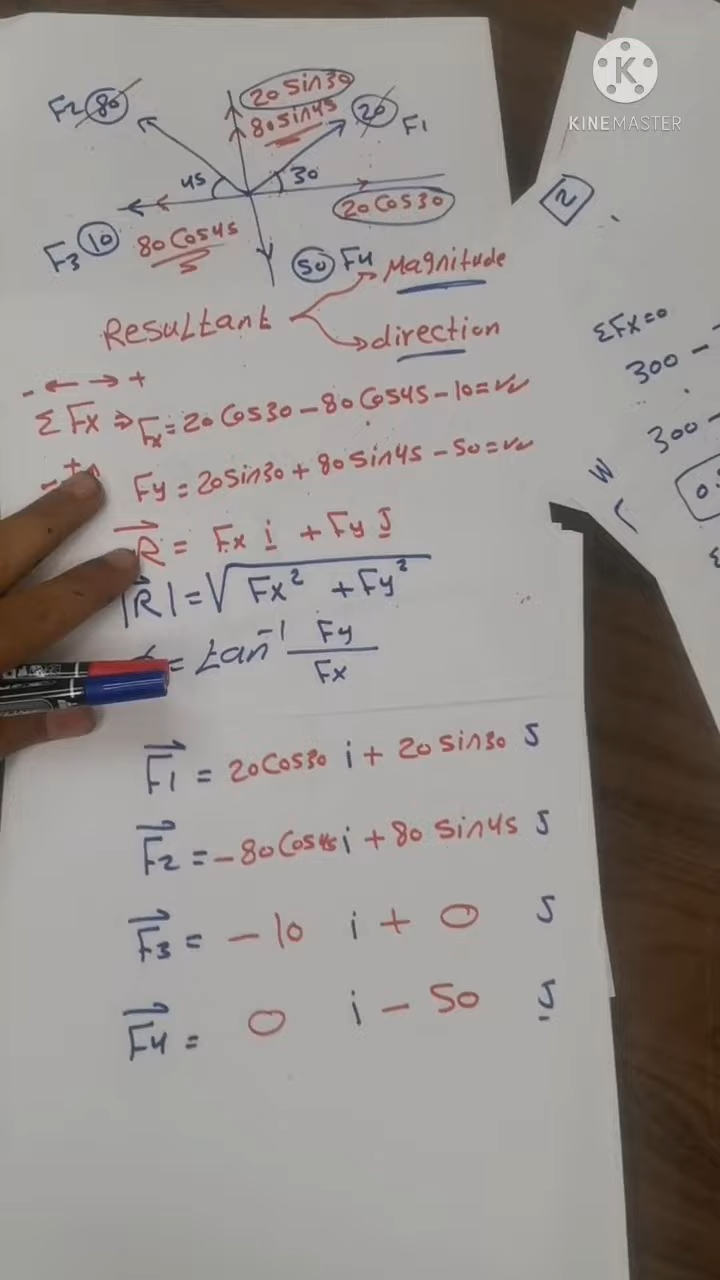 KINEMASTER
20 sin30
F2 80
80 sin45
20 F1
45
30
20 cos30
2
F3 10
80 cos45
50 F4
Magnitude
Resultant
direction
ΣFx=0
300 -
- ← → +
ΣFx ⇒ Fx = 20 cos30 - 80 cos45 - 10 =
300 -
Fy = 20 sin30 + 80 sin45 - 50 =
W
R = Fx i + Fy J
|R| = √Fx² + Fy²
= tan⁻¹ Fy
Fx
F1 = 20 cos30 i + 20 sin30 J
F2 = - 80 cos45 i + 80 sin45 J
F3 = - 10 i + 0 J
F4 = 0 i - 50 J